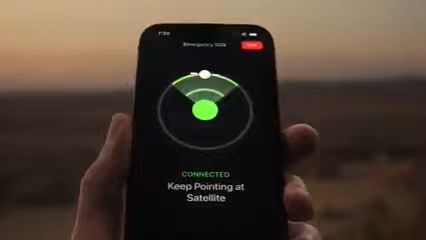 Emergency SOS
CONNECTED
Keep Pointing at
Satellite